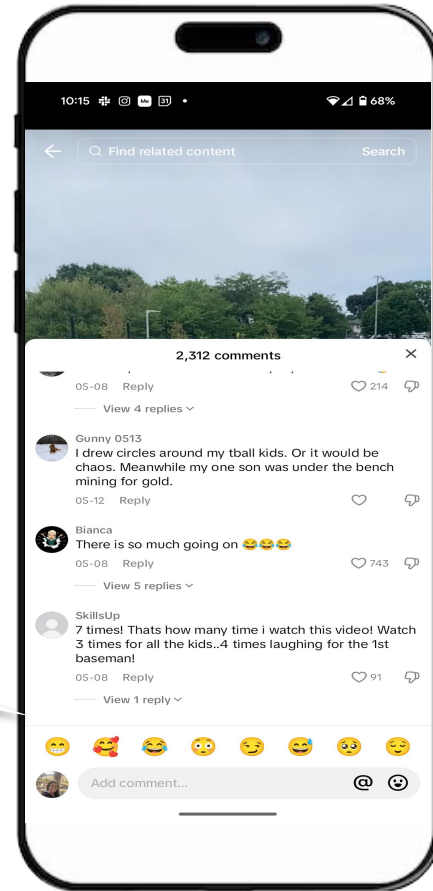 10:15
31
68%
Find related content
Search
2,312 comments
05-08 Reply
214
View 4 replies
Gunny 0513
I drew circles around my tball kids. Or it would be
chaos. Meanwhile my one son was under the bench
mining for gold.
05-12 Reply
Bianca
There is so much going on 😂😂😂
05-08 Reply
743
View 5 replies
SkillsUp
7 times! Thats how many time i watch this video! Watch
3 times for all the kids..4 times laughing for the 1st
baseman!
05-08 Reply
91
View 1 reply
😁 🥰 😂 😳 😏 😅 🥺 😌
Add comment...
@